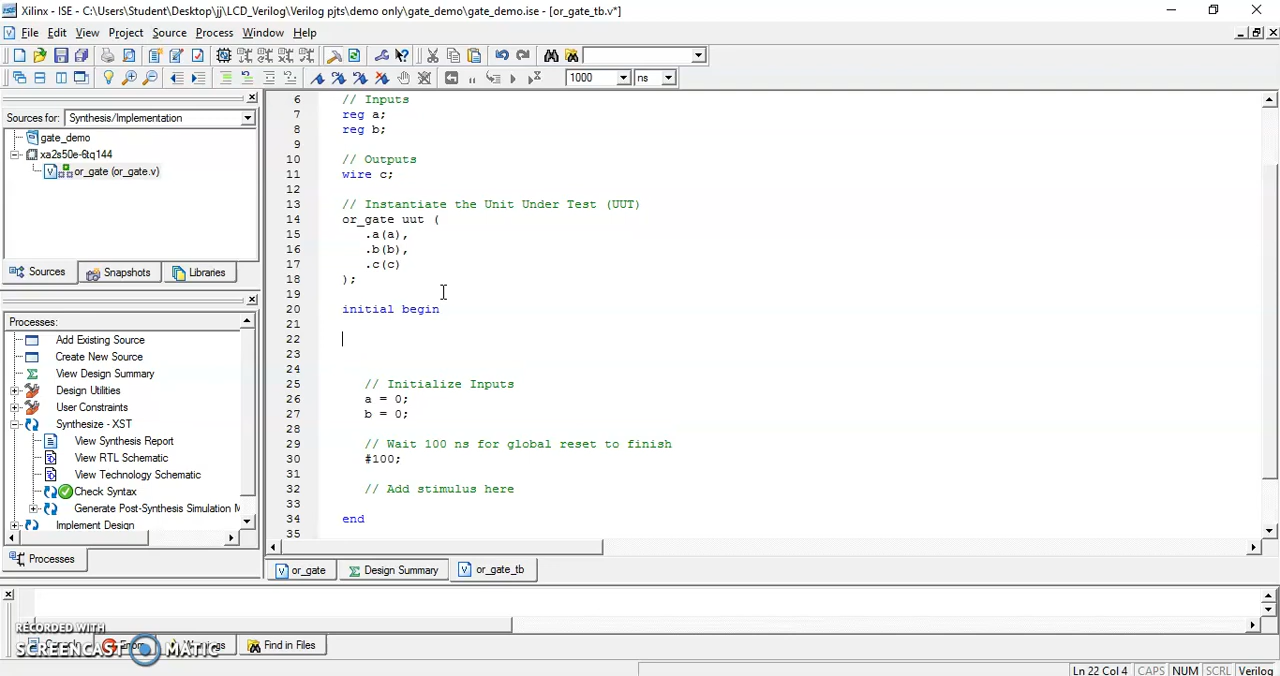 Xilinx - ISE - C:\Users\Student\Desktop\jj\LCD_Verilog\Verilog pjts\demo only\gate_demo\gate_demo.ise - [or_gate_tb.v*]
File Edit View Project Source Process Window Help
1000 ns
Sources for: Synthesis/Implementation
gate_demo
xa2s50e-6tq144
or_gate (or_gate.v)
Sources Snapshots Libraries
Processes:
Add Existing Source
Create New Source
View Design Summary
Design Utilities
User Constraints
Synthesize - XST
View Synthesis Report
View RTL Schematic
View Technology Schematic
Check Syntax
Generate Post-Synthesis Simulation M
Implement Design
Processes
6 // Inputs
7 reg a;
8 reg b;
9
10 // Outputs
11 wire c;
12
13 // Instantiate the Unit Under Test (UUT)
14 or_gate uut (
15 .a(a),
16 .b(b),
17 .c(c)
18 );
19
20 initial begin
21
22
23
24
25 // Initialize Inputs
26 a = 0;
27 b = 0;
28
29 // Wait 100 ns for global reset to finish
30 #100;
31
32 // Add stimulus here
33
34 end
35
or_gate Design Summary or_gate_tb
RECORDED WITH
SCREENCAST MATIC
Find in Files
Ln 22 Col 4 CAPS NUM SCRL Verilog